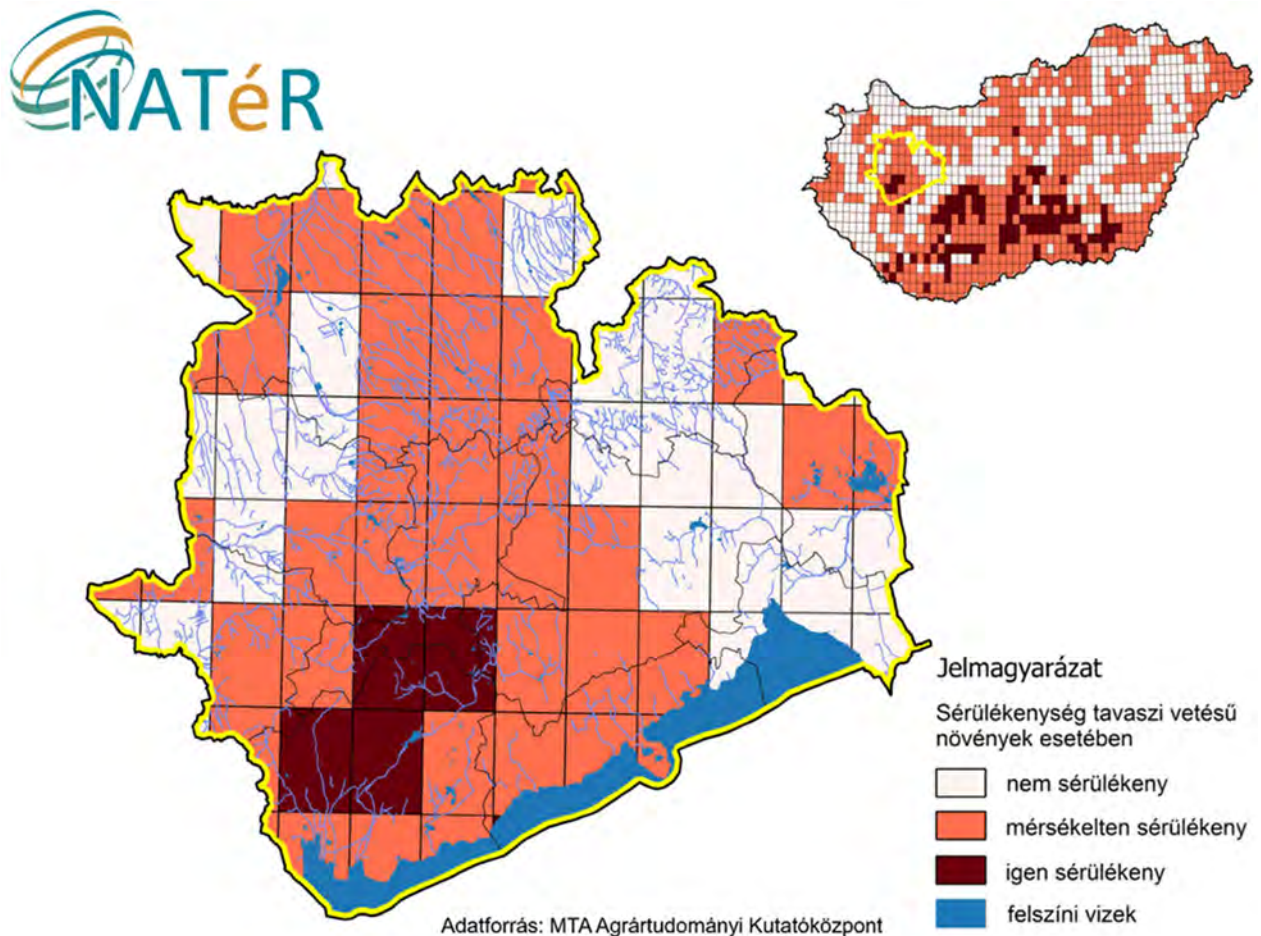 NATéR
Jelmagyarázat
Sérülékenység tavaszi vetésű
növények esetében
nem sérülékeny
mérsékelten sérülékeny
igen sérülékeny
felszíni vizek
Adatforrás: MTA Agrártudományi Kutatóközpont